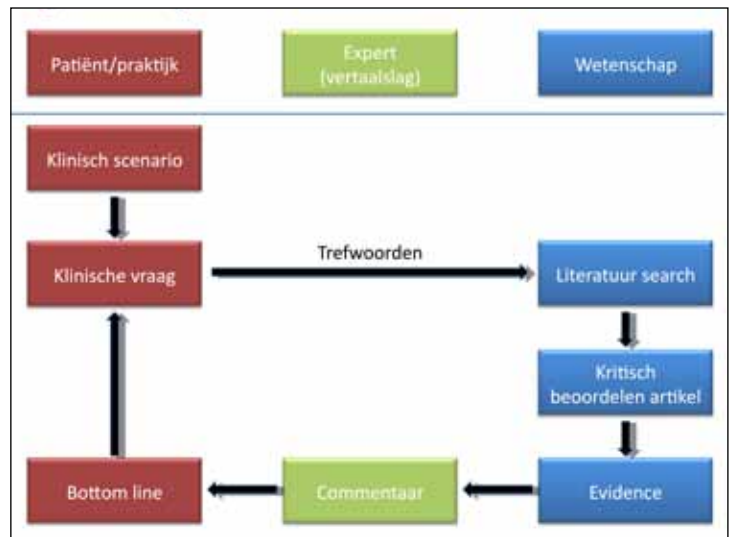 Patiënt/praktijk
Expert
(vertaalslag)
Wetenschap
Klinisch scenario
Klinische vraag
Trefwoorden
Literatuur search
Kritisch
beoordelen artikel
Bottom line
Commentaar
Evidence